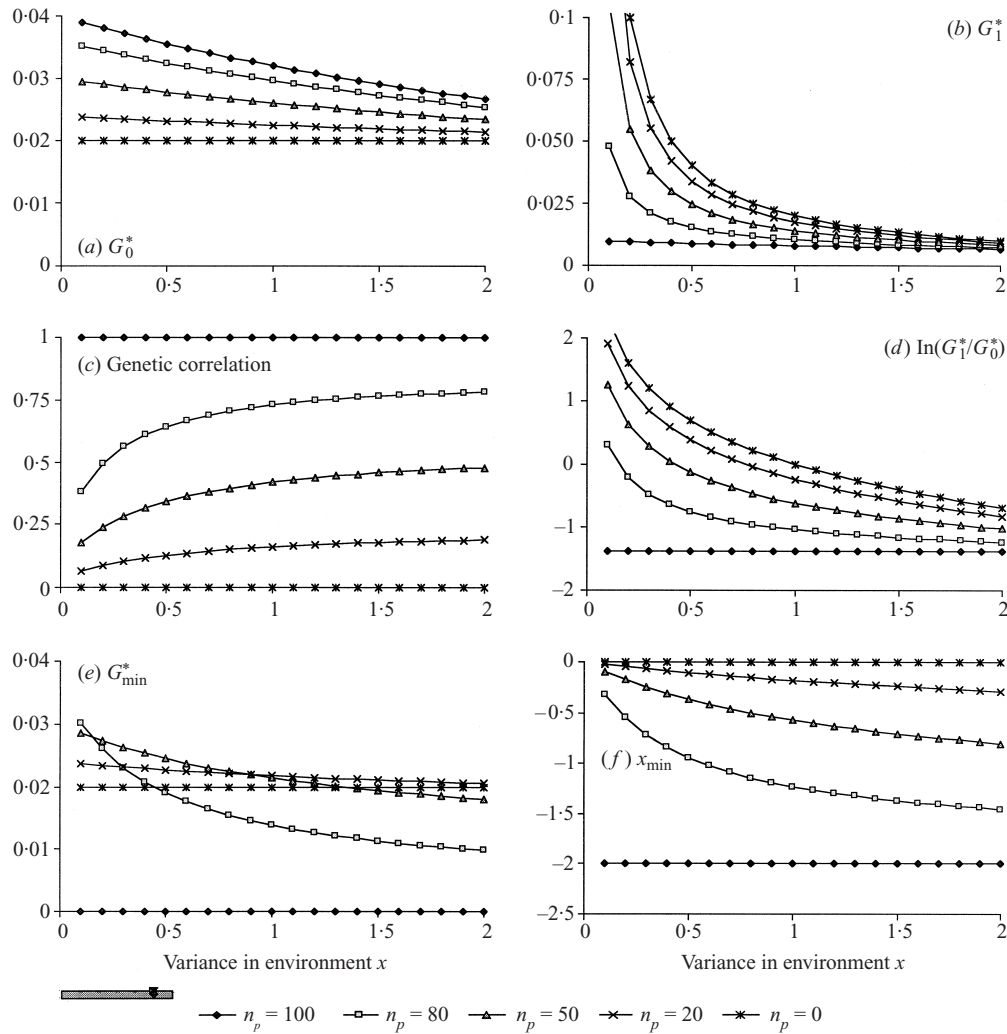 0·04
0·03
0·02
0·01
0
(a) G*0
0 0·5 1 1·5 2
0·1
0·075
0·050
0·025
0
(b) G*1
0 0·5 1 1·5 2
1
0·75
0·5
0·25
0
(c) Genetic correlation
0 0·5 1 1·5 2
2
1
0
−1
−2
(d) In(G*1/G*0)
0 0·5 1 1·5 2
0·04
0·03
0·02
0·01
0
(e) G*min
0 0·5 1 1·5 2
Variance in environment x
0
−0·5
−1
−1·5
−2
−2·5
(f) xmin
0 0·5 1 1·5 2
Variance in environment x
np = 100 np = 80 np = 50 np = 20 np = 0